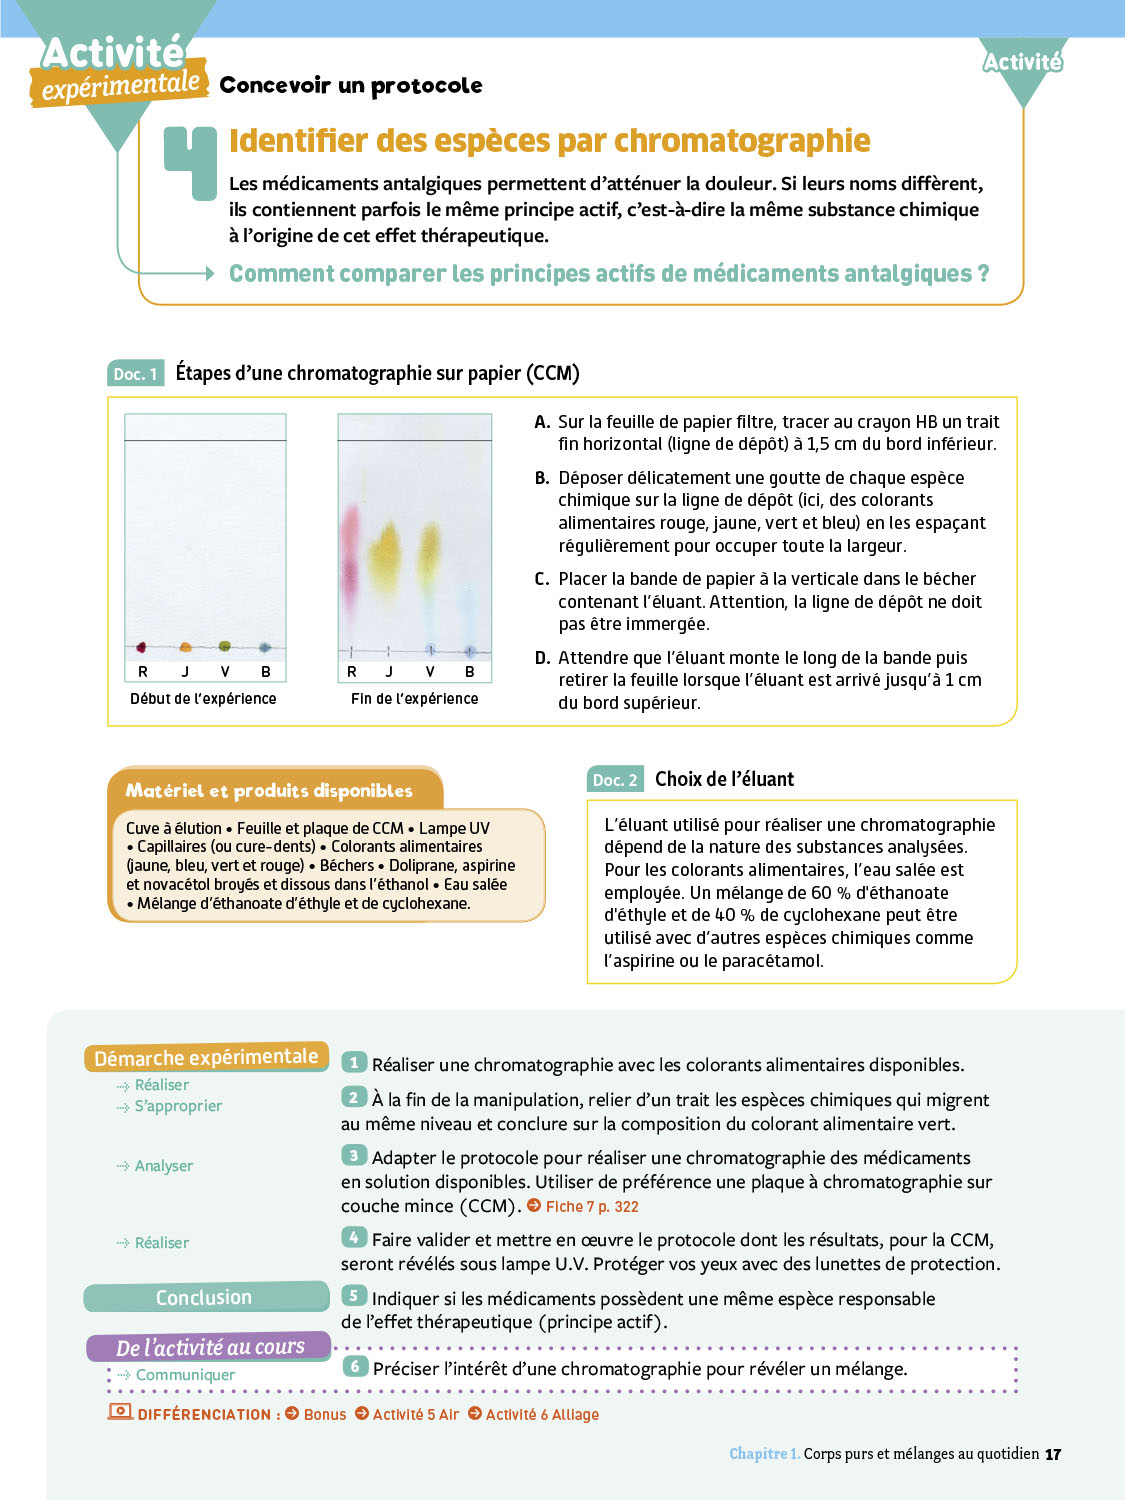 Activité
expérimentale
Concevoir un protocole
Activité
4
Identifier des espèces par chromatographie
Les médicaments antalgiques permettent d'atténuer la douleur. Si leurs noms diffèrent,
ils contiennent parfois le même principe actif, c'est-à-dire la même substance chimique
à l'origine de cet effet thérapeutique.
Comment comparer les principes actifs de médicaments antalgiques ?
Doc. 1 Étapes d'une chromatographie sur papier (CCM)
R J V B
Début de l'expérience
R J V B
Fin de l'expérience
A. Sur la feuille de papier filtre, tracer au crayon HB un trait
fin horizontal (ligne de dépôt) à 1,5 cm du bord inférieur.
B. Déposer délicatement une goutte de chaque espèce
chimique sur la ligne de dépôt (ici, des colorants
alimentaires rouge, jaune, vert et bleu) en les espaçant
régulièrement pour occuper toute la largeur.
C. Placer la bande de papier à la verticale dans le bécher
contenant l'éluant. Attention, la ligne de dépôt ne doit
pas être immergée.
D. Attendre que l'éluant monte le long de la bande puis
retirer la feuille lorsque l'éluant est arrivé jusqu'à 1 cm
du bord supérieur.
Matériel et produits disponibles
Cuve à élution • Feuille et plaque de CCM • Lampe UV
• Capillaires (ou cure-dents) • Colorants alimentaires
(jaune, bleu, vert et rouge) • Béchers • Doliprane, aspirine
et novacétol broyés et dissous dans l'éthanol • Eau salée
• Mélange d'éthanoate d'éthyle et de cyclohexane.
Doc. 2 Choix de l'éluant
L'éluant utilisé pour réaliser une chromatographie
dépend de la nature des substances analysées.
Pour les colorants alimentaires, l'eau salée est
employée. Un mélange de 60 % d'éthanoate
d'éthyle et de 40 % de cyclohexane peut être
utilisé avec d'autres espèces chimiques comme
l'aspirine ou le paracétamol.
Démarche expérimentale
Réaliser
S'approprier
1 Réaliser une chromatographie avec les colorants alimentaires disponibles.
2 À la fin de la manipulation, relier d'un trait les espèces chimiques qui migrent
au même niveau et conclure sur la composition du colorant alimentaire vert.
Analyser
3 Adapter le protocole pour réaliser une chromatographie des médicaments
en solution disponibles. Utiliser de préférence une plaque à chromatographie sur
couche mince (CCM). Fiche 7 p. 322
Réaliser
4 Faire valider et mettre en œuvre le protocole dont les résultats, pour la CCM,
seront révélés sous lampe U.V. Protéger vos yeux avec des lunettes de protection.
Conclusion
5 Indiquer si les médicaments possèdent une même espèce responsable
de l'effet thérapeutique (principe actif).
De l'activité au cours
Communiquer
6 Préciser l'intérêt d'une chromatographie pour révéler un mélange.
DIFFÉRENCIATION : Bonus Activité 5 Air Activité 6 Alliage
Chapitre 1. Corps purs et mélanges au quotidien 17